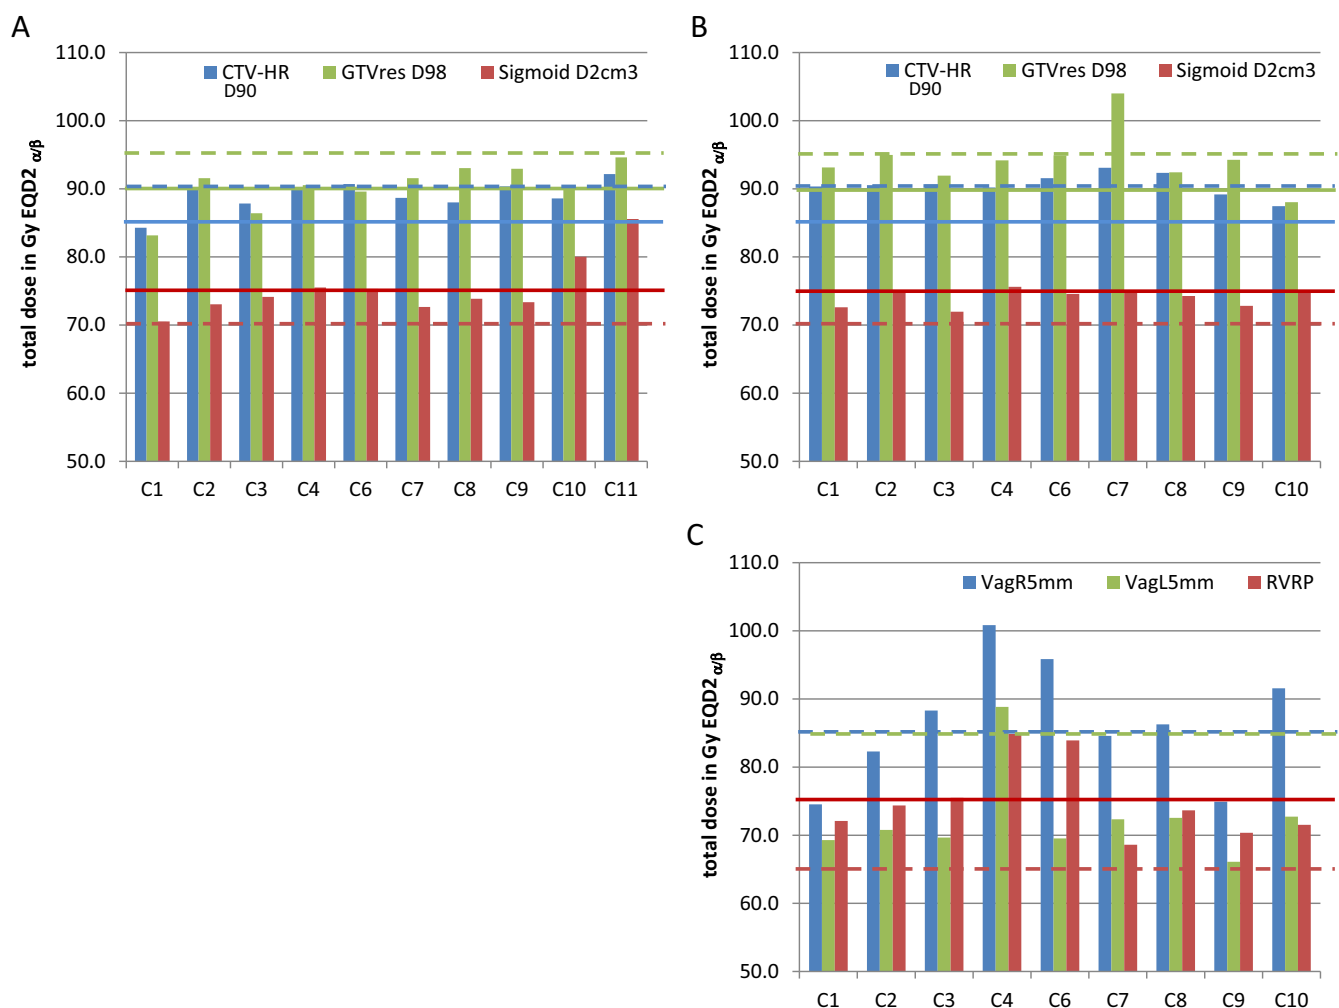 A
110.0
100.0
90.0
80.0
70.0
60.0
50.0
total dose in Gy EQD2 α/β
CTV-HR D90
GTVres D98
Sigmoid D2cm3
C1 C2 C3 C4 C6 C7 C8 C9 C10 C11
B
110.0
100.0
90.0
80.0
70.0
60.0
50.0
total dose in Gy EQD2 α/β
CTV-HR D90
GTVres D98
Sigmoid D2cm3
C1 C2 C3 C4 C6 C7 C8 C9 C10
C
110.0
100.0
90.0
80.0
70.0
60.0
50.0
total dose in Gy EQD2 α/β
VagR5mm
VagL5mm
RVRP
C1 C2 C3 C4 C6 C7 C8 C9 C10